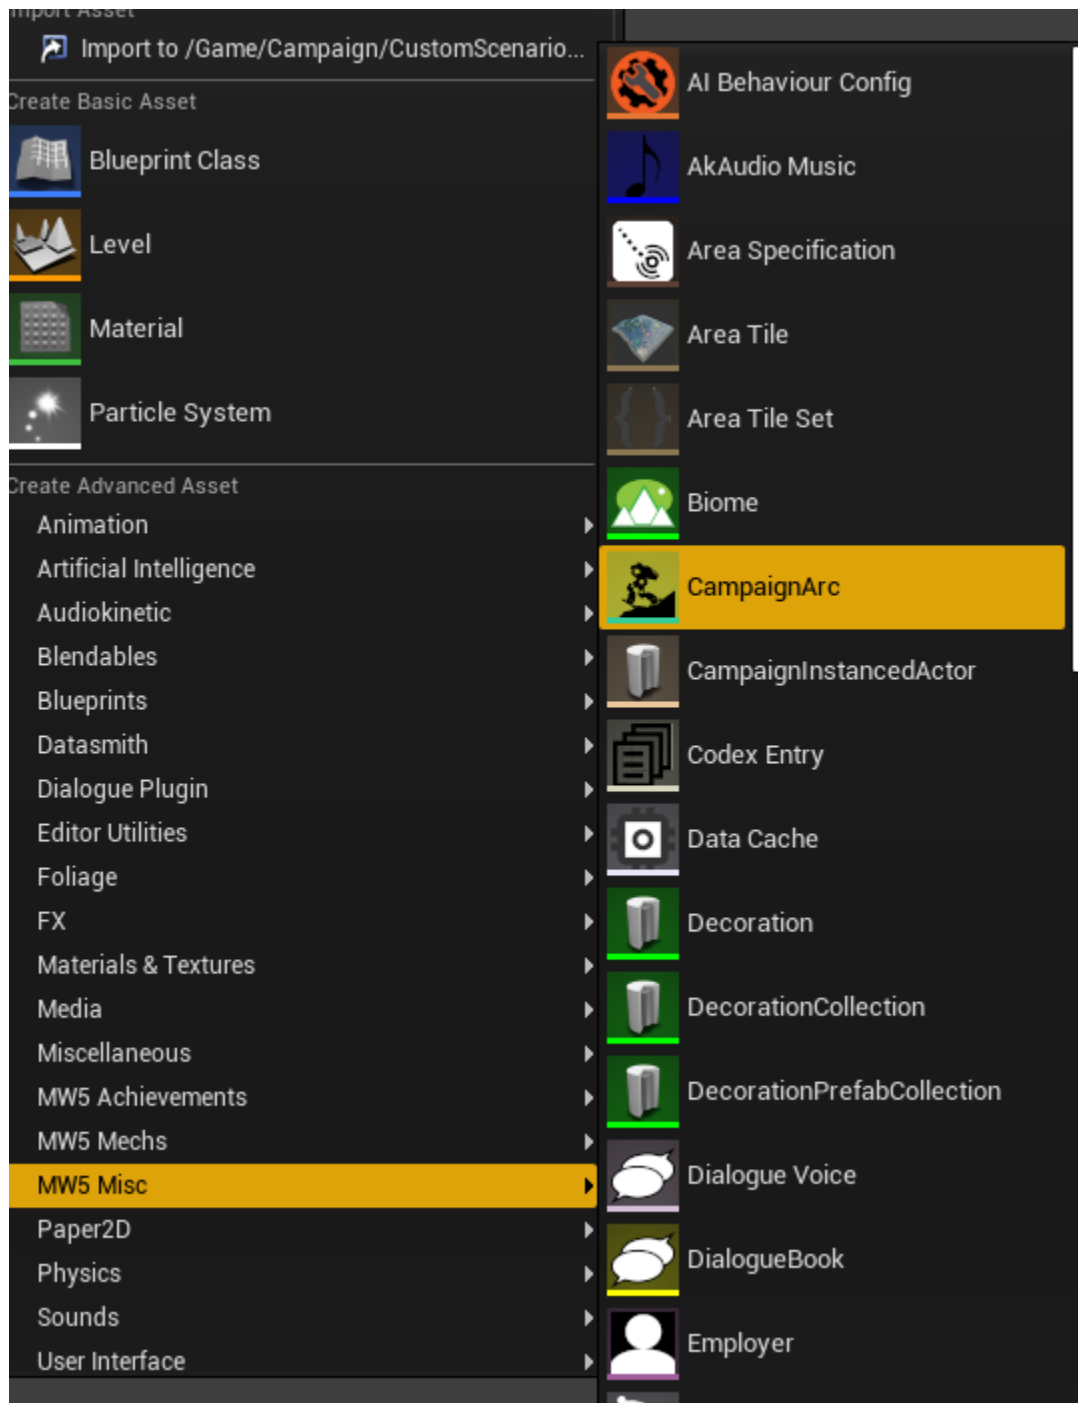 Import Asset
Import to /Game/Campaign/CustomScenario...
Create Basic Asset
Blueprint Class
Level
Material
Particle System
Create Advanced Asset
Animation
Artificial Intelligence
Audiokinetic
Blendables
Blueprints
Datasmith
Dialogue Plugin
Editor Utilities
Foliage
FX
Materials & Textures
Media
Miscellaneous
MW5 Achievements
MW5 Mechs
MW5 Misc
Paper2D
Physics
Sounds
User Interface
AI Behaviour Config
AkAudio Music
Area Specification
Area Tile
Area Tile Set
Biome
CampaignArc
CampaignInstancedActor
Codex Entry
Data Cache
Decoration
DecorationCollection
DecorationPrefabCollection
Dialogue Voice
DialogueBook
Employer